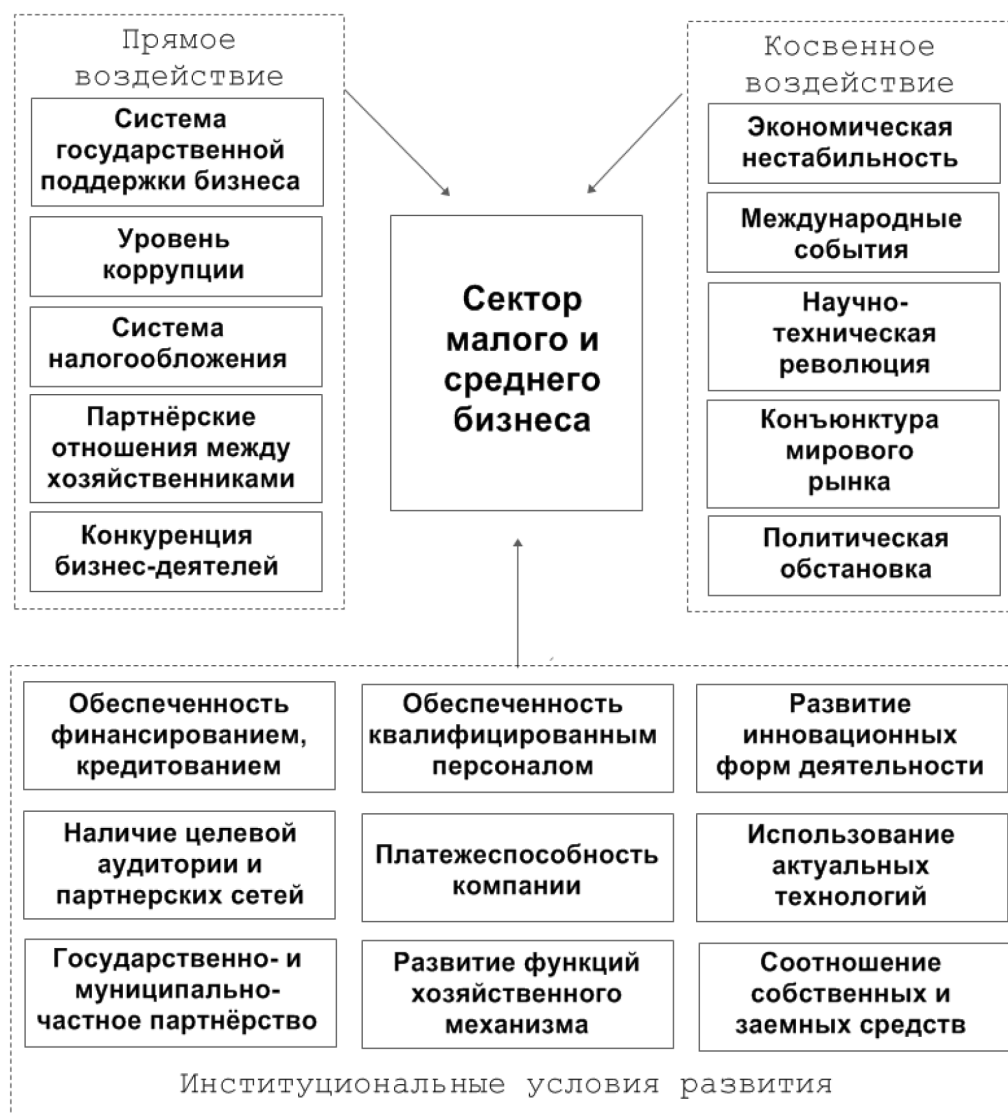 Прямое
воздействие
Система
государственной
поддержки бизнеса
Уровень
коррупции
Система
налогообложения
Партнёрские
отношения между
хозяйственниками
Конкуренция
бизнес-деятелей
Сектор
малого и
среднего
бизнеса
Косвенное
воздействие
Экономическая
нестабильность
Международные
события
Научно-
техническая
революция
Конъюнктура
мирового
рынка
Политическая
обстановка
Обеспеченность
финансированием,
кредитованием
Обеспеченность
квалифицированным
персоналом
Развитие
инновационных
форм деятельности
Наличие целевой
аудитории и
партнерских сетей
Платежеспособность
компании
Использование
актуальных
технологий
Государственно- и
муниципально-
частное партнёрство
Развитие функций
хозяйственного
механизма
Соотношение
собственных и
заемных средств
Институциональные условия развития